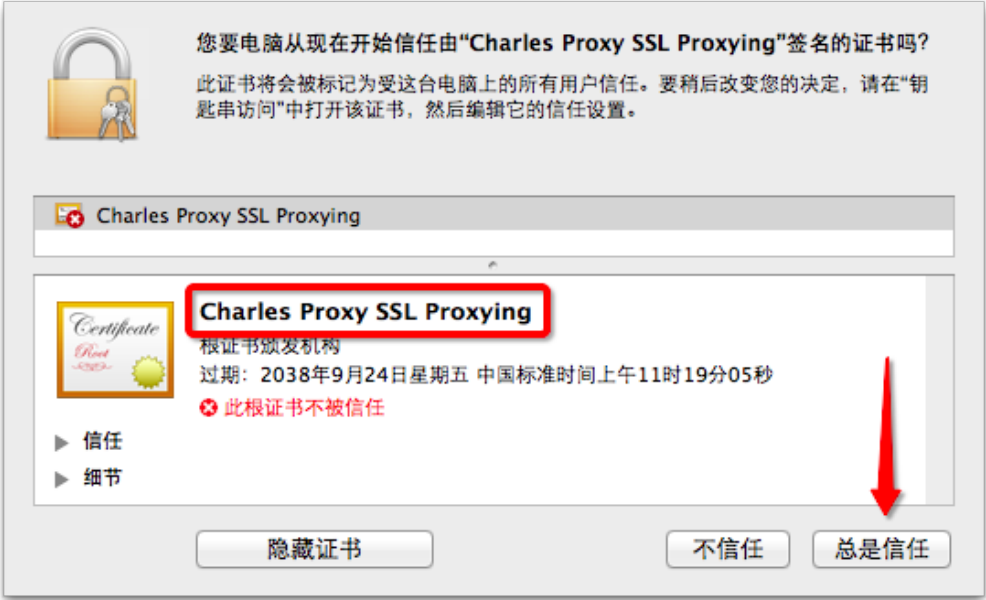 您要电脑从现在开始信任由“Charles Proxy SSL Proxying”签名的证书吗？
此证书将会被标记为受这台电脑上的所有用户信任。要稍后改变您的决定，请在“钥
匙串访问”中打开该证书，然后编辑它的信任设置。
Charles Proxy SSL Proxying
Certificate
Root
Charles Proxy SSL Proxying
根证书颁发机构
过期：2038年9月24日星期五 中国标准时间上午11时19分05秒
此根证书不被信任
信任
细节
隐藏证书
不信任
总是信任